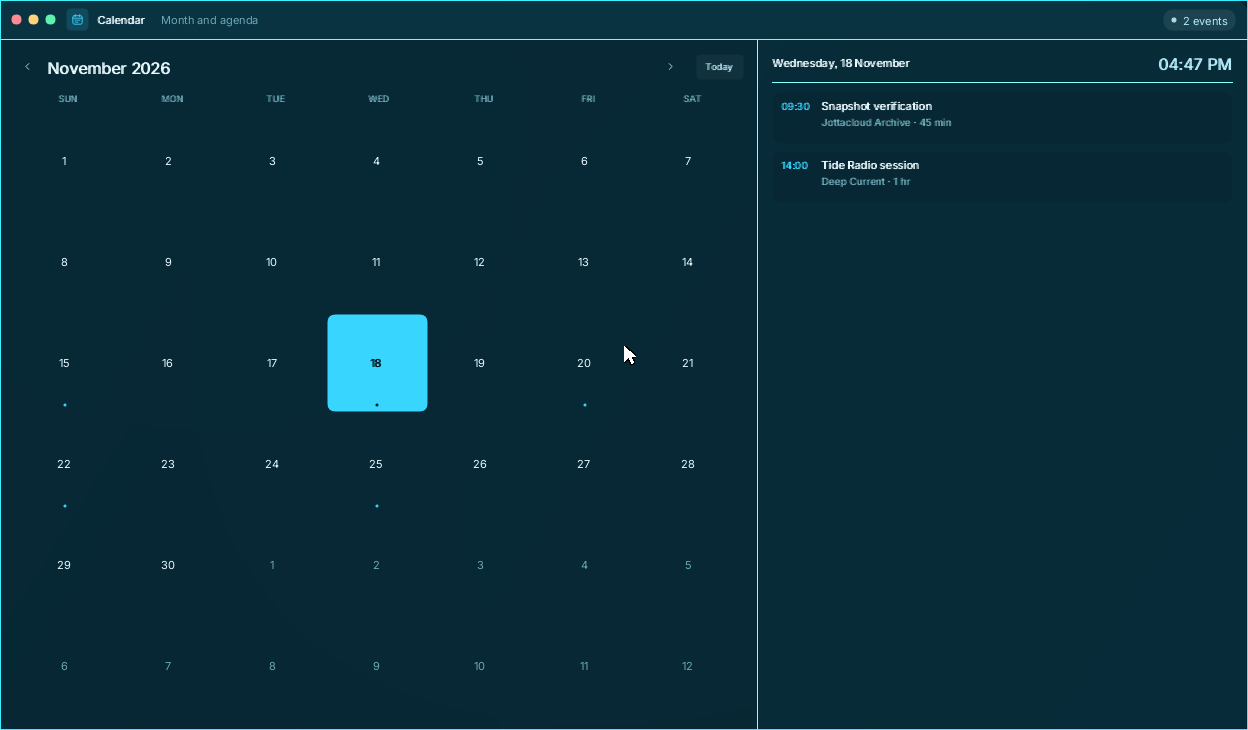 Calendar Month and agenda
2 events
November 2026
Today
SUN MON TUE WED THU FRI SAT
1 2 3 4 5 6 7
8 9 10 11 12 13 14
15 16 17 18 19 20 21
22 23 24 25 26 27 28
29 30 1 2 3 4 5
6 7 8 9 10 11 12
Wednesday, 18 November 04:47 PM
09:30 Snapshot verification
Jottacloud Archive · 45 min
14:00 Tide Radio session
Deep Current · 1 hr